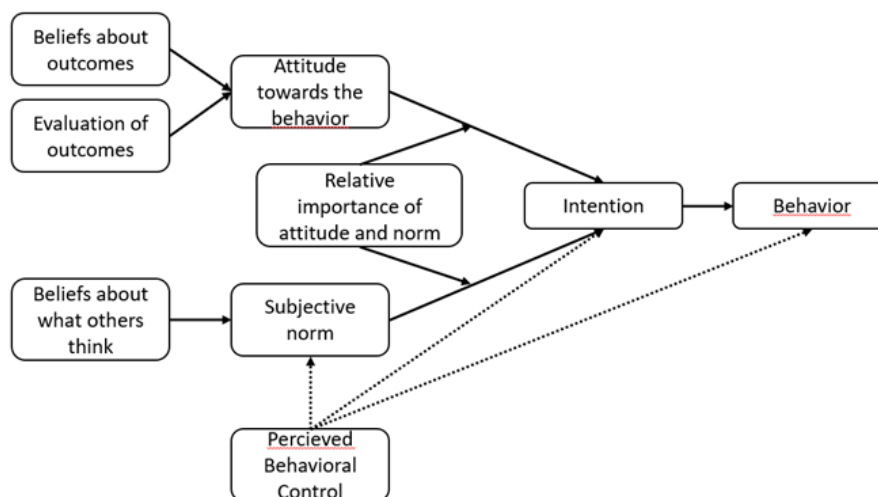 Beliefs about
outcomes
Evaluation of
outcomes
Attitude
towards the
behavior
Relative
importance of
attitude and norm
Intention
Behavior
Beliefs about
what others
think
Subjective
norm
Percieved
Behavioral
Control